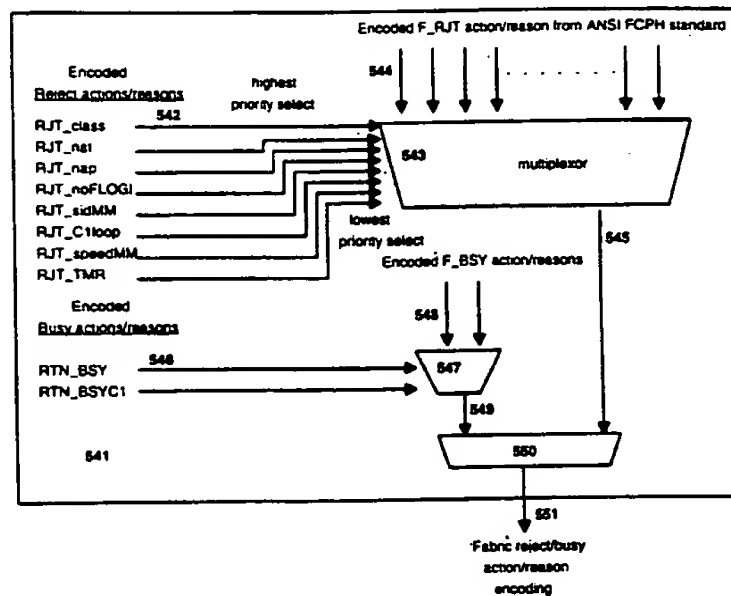 Encoded F_RJT action/reason from ANSI FCPH standard
544
Encoded
Reject actions/reasons
highest
priority select
542
RJT_class
RJT_nst
RJT_nap
RJT_noFLOGI
RJT_sidMM
RJT_C1loop
RJT_speedMM
RJT_TMR
543
multiplexor
lowest
priority select
545
Encoded F_BSY action/reasons
548
Encoded
Busy actions/reasons
546
RTN_BSY
RTN_BSYC1
547
549
541
550
551
Fabric reject/busy
action/reason
encoding